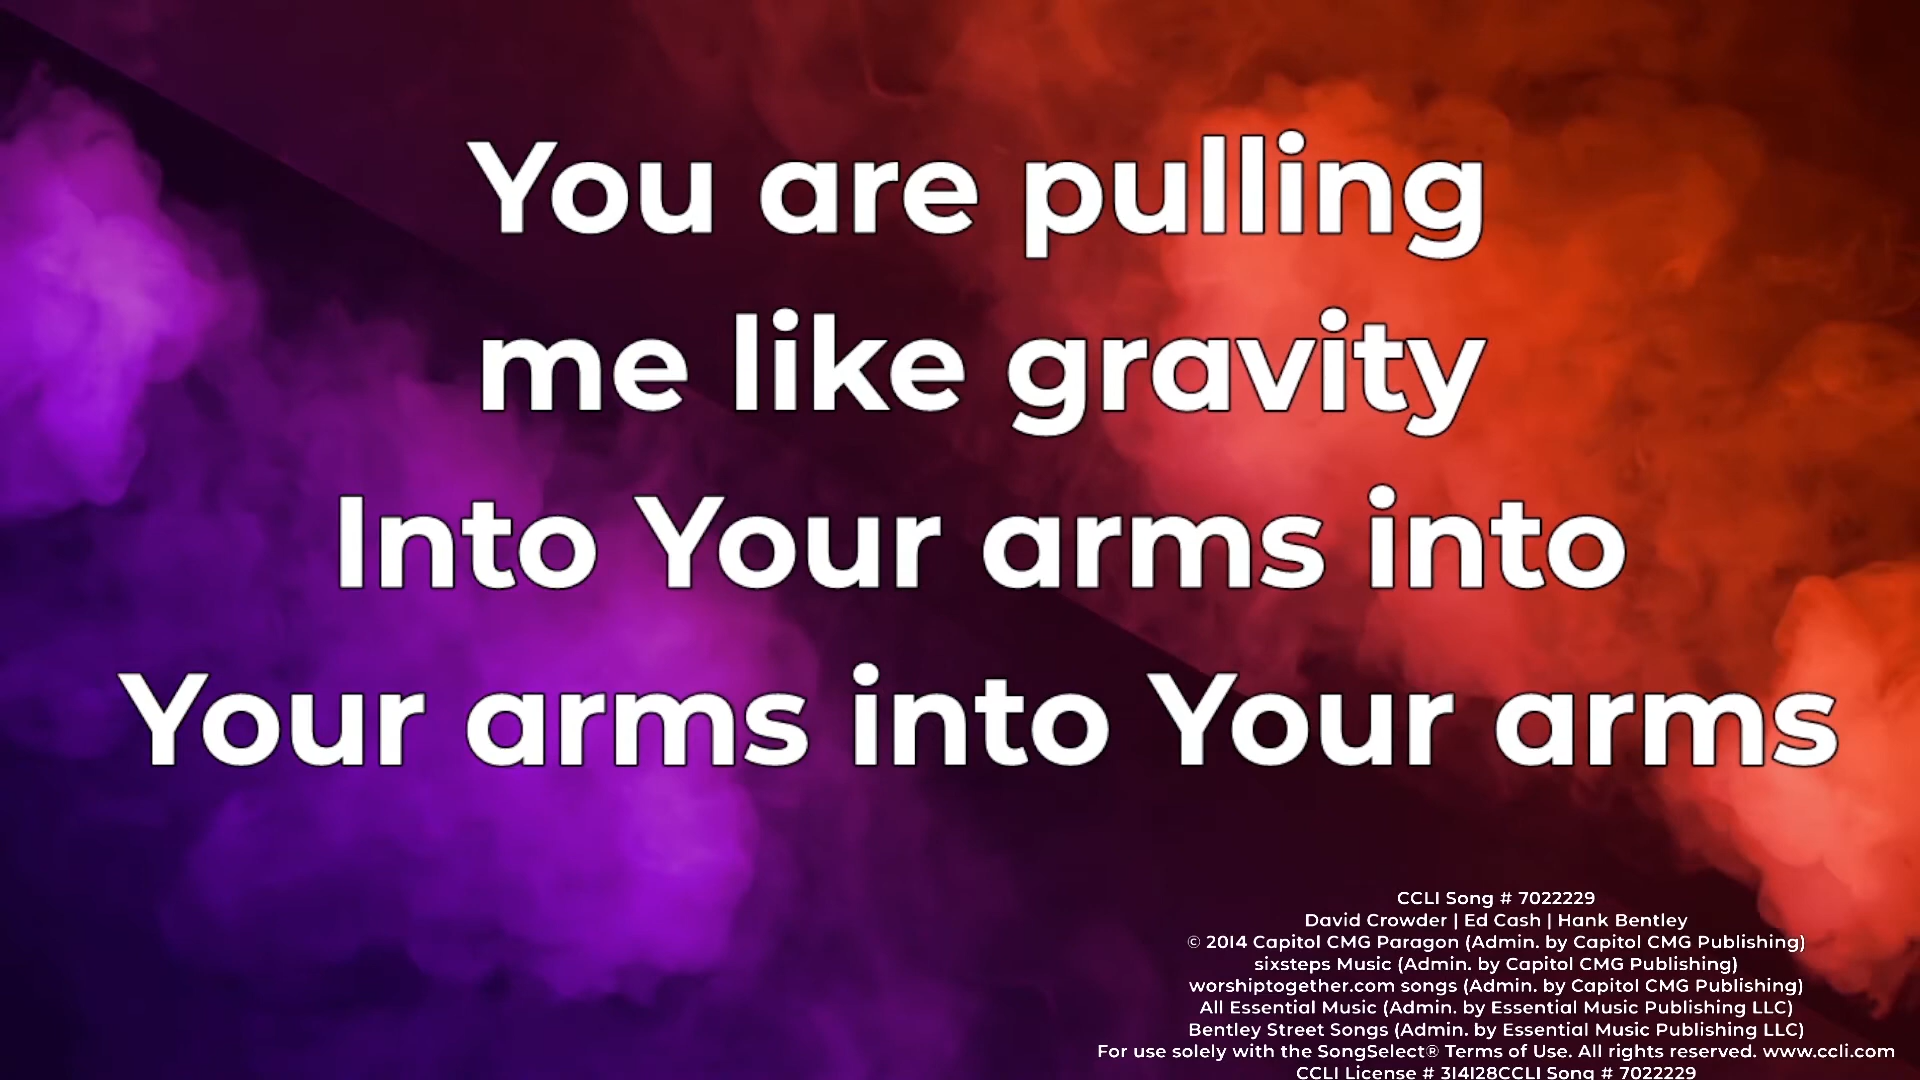 You are pulling
me like gravity
Into Your arms into
Your arms into Your arms
CCLI Song # 7022229
David Crowder | Ed Cash | Hank Bentley
© 2014 Capitol CMG Paragon (Admin. by Capitol CMG Publishing)
sixsteps Music (Admin. by Capitol CMG Publishing)
worshiptogether.com songs (Admin. by Capitol CMG Publishing)
All Essential Music (Admin. by Essential Music Publishing LLC)
Bentley Street Songs (Admin. by Essential Music Publishing LLC)
For use solely with the SongSelect® Terms of Use. All rights reserved. www.ccli.com
CCLI License # 314128CCLI Song # 7022229